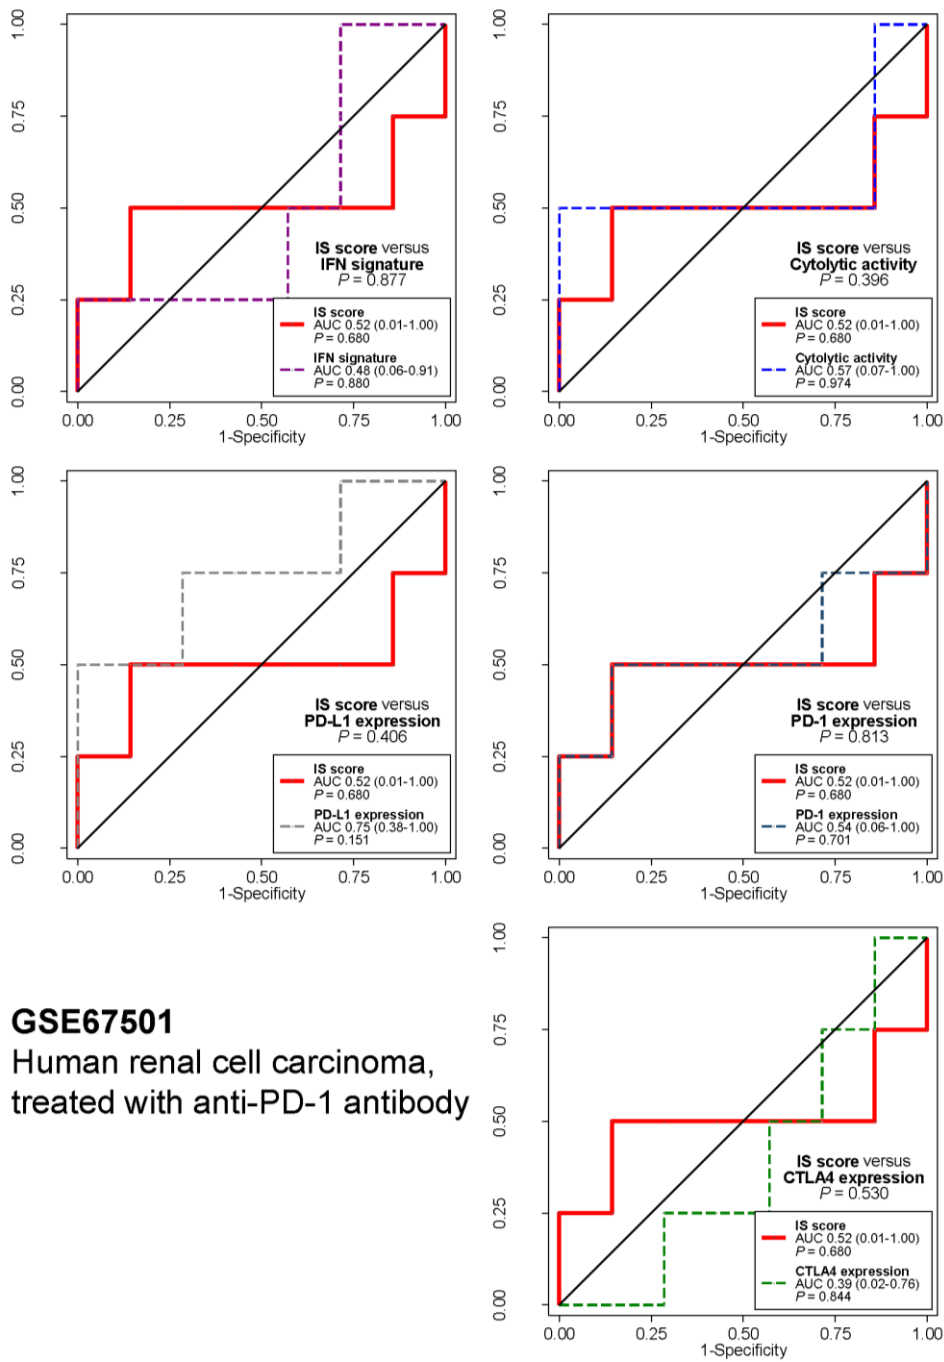 1.00
0.75
0.50
0.25
0.00
IS score versus
IFN signature
P = 0.877
IS score
AUC 0.52 (0.01-1.00)
P = 0.680
IFN signature
AUC 0.48 (0.06-0.91)
P = 0.880
0.00 0.25 0.50 0.75 1.00
1-Specificity
1.00
0.75
0.50
0.25
0.00
IS score versus
Cytolytic activity
P = 0.396
IS score
AUC 0.52 (0.01-1.00)
P = 0.680
Cytolytic activity
AUC 0.57 (0.07-1.00)
P = 0.974
0.00 0.25 0.50 0.75 1.00
1-Specificity
1.00
0.75
0.50
0.25
0.00
IS score versus
PD-L1 expression
P = 0.406
IS score
AUC 0.52 (0.01-1.00)
P = 0.680
PD-L1 expression
AUC 0.75 (0.38-1.00)
P = 0.151
0.00 0.25 0.50 0.75 1.00
1-Specificity
1.00
0.75
0.50
0.25
0.00
IS score versus
PD-1 expression
P = 0.813
IS score
AUC 0.52 (0.01-1.00)
P = 0.680
PD-1 expression
AUC 0.54 (0.06-1.00)
P = 0.701
0.00 0.25 0.50 0.75 1.00
1-Specificity
GSE67501
Human renal cell carcinoma,
treated with anti-PD-1 antibody
1.00
0.75
0.50
0.25
0.00
IS score versus
CTLA4 expression
P = 0.530
IS score
AUC 0.52 (0.01-1.00)
P = 0.680
CTLA4 expression
AUC 0.39 (0.02-0.76)
P = 0.844
0.00 0.25 0.50 0.75 1.00
1-Specificity